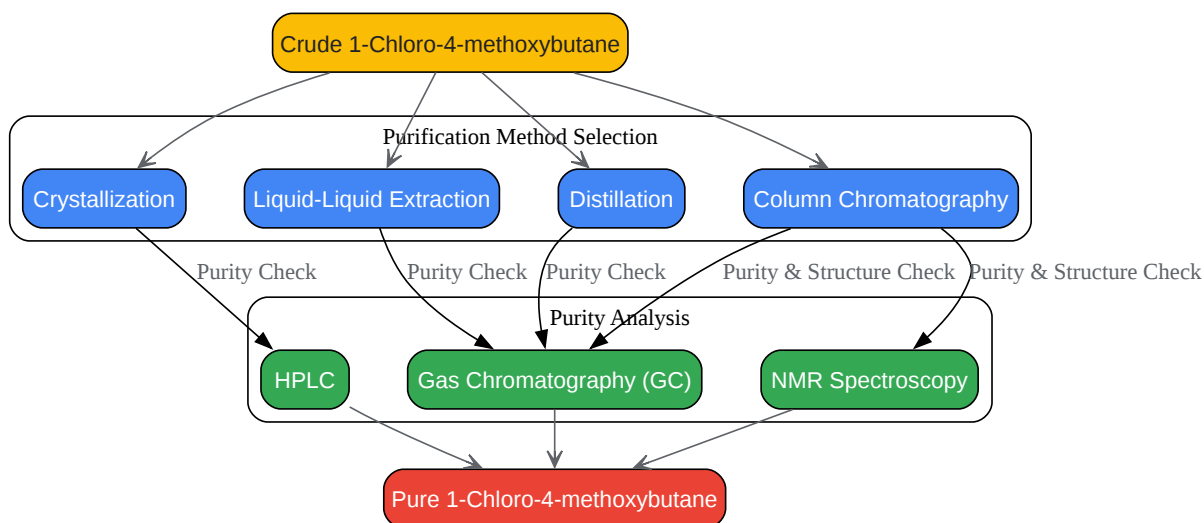 Crude 1-Chloro-4-methoxybutane
Purification Method Selection
Crystallization
Liquid-Liquid Extraction
Distillation
Column Chromatography
Purity Check
Purity Check
Purity Check
Purity & Structure Check
Purity & Structure Check
Purity Analysis
HPLC
Gas Chromatography (GC)
NMR Spectroscopy
Pure 1-Chloro-4-methoxybutane